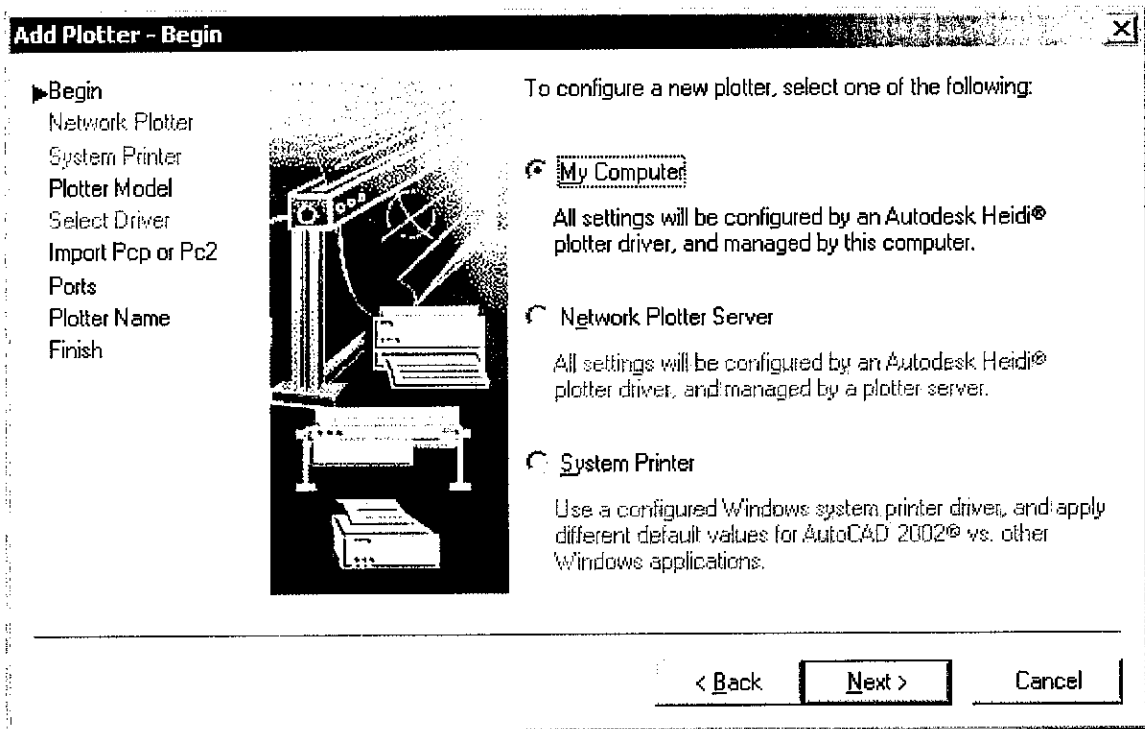 Add Plotter - Begin
Begin
Network Plotter
System Printer
Plotter Model
Select Driver
Import Pcp or Pc2
Ports
Plotter Name
Finish
To configure a new plotter, select one of the following:
My Computer
All settings will be configured by an Autodesk Heidi®
plotter driver, and managed by this computer.
Network Plotter Server
All settings will be configured by an Autodesk Heidi®
plotter driver, and managed by a plotter server.
System Printer
Use a configured Windows system printer driver, and apply
different default values for AutoCAD 2002® vs. other
Windows applications.
< Back
Next >
Cancel